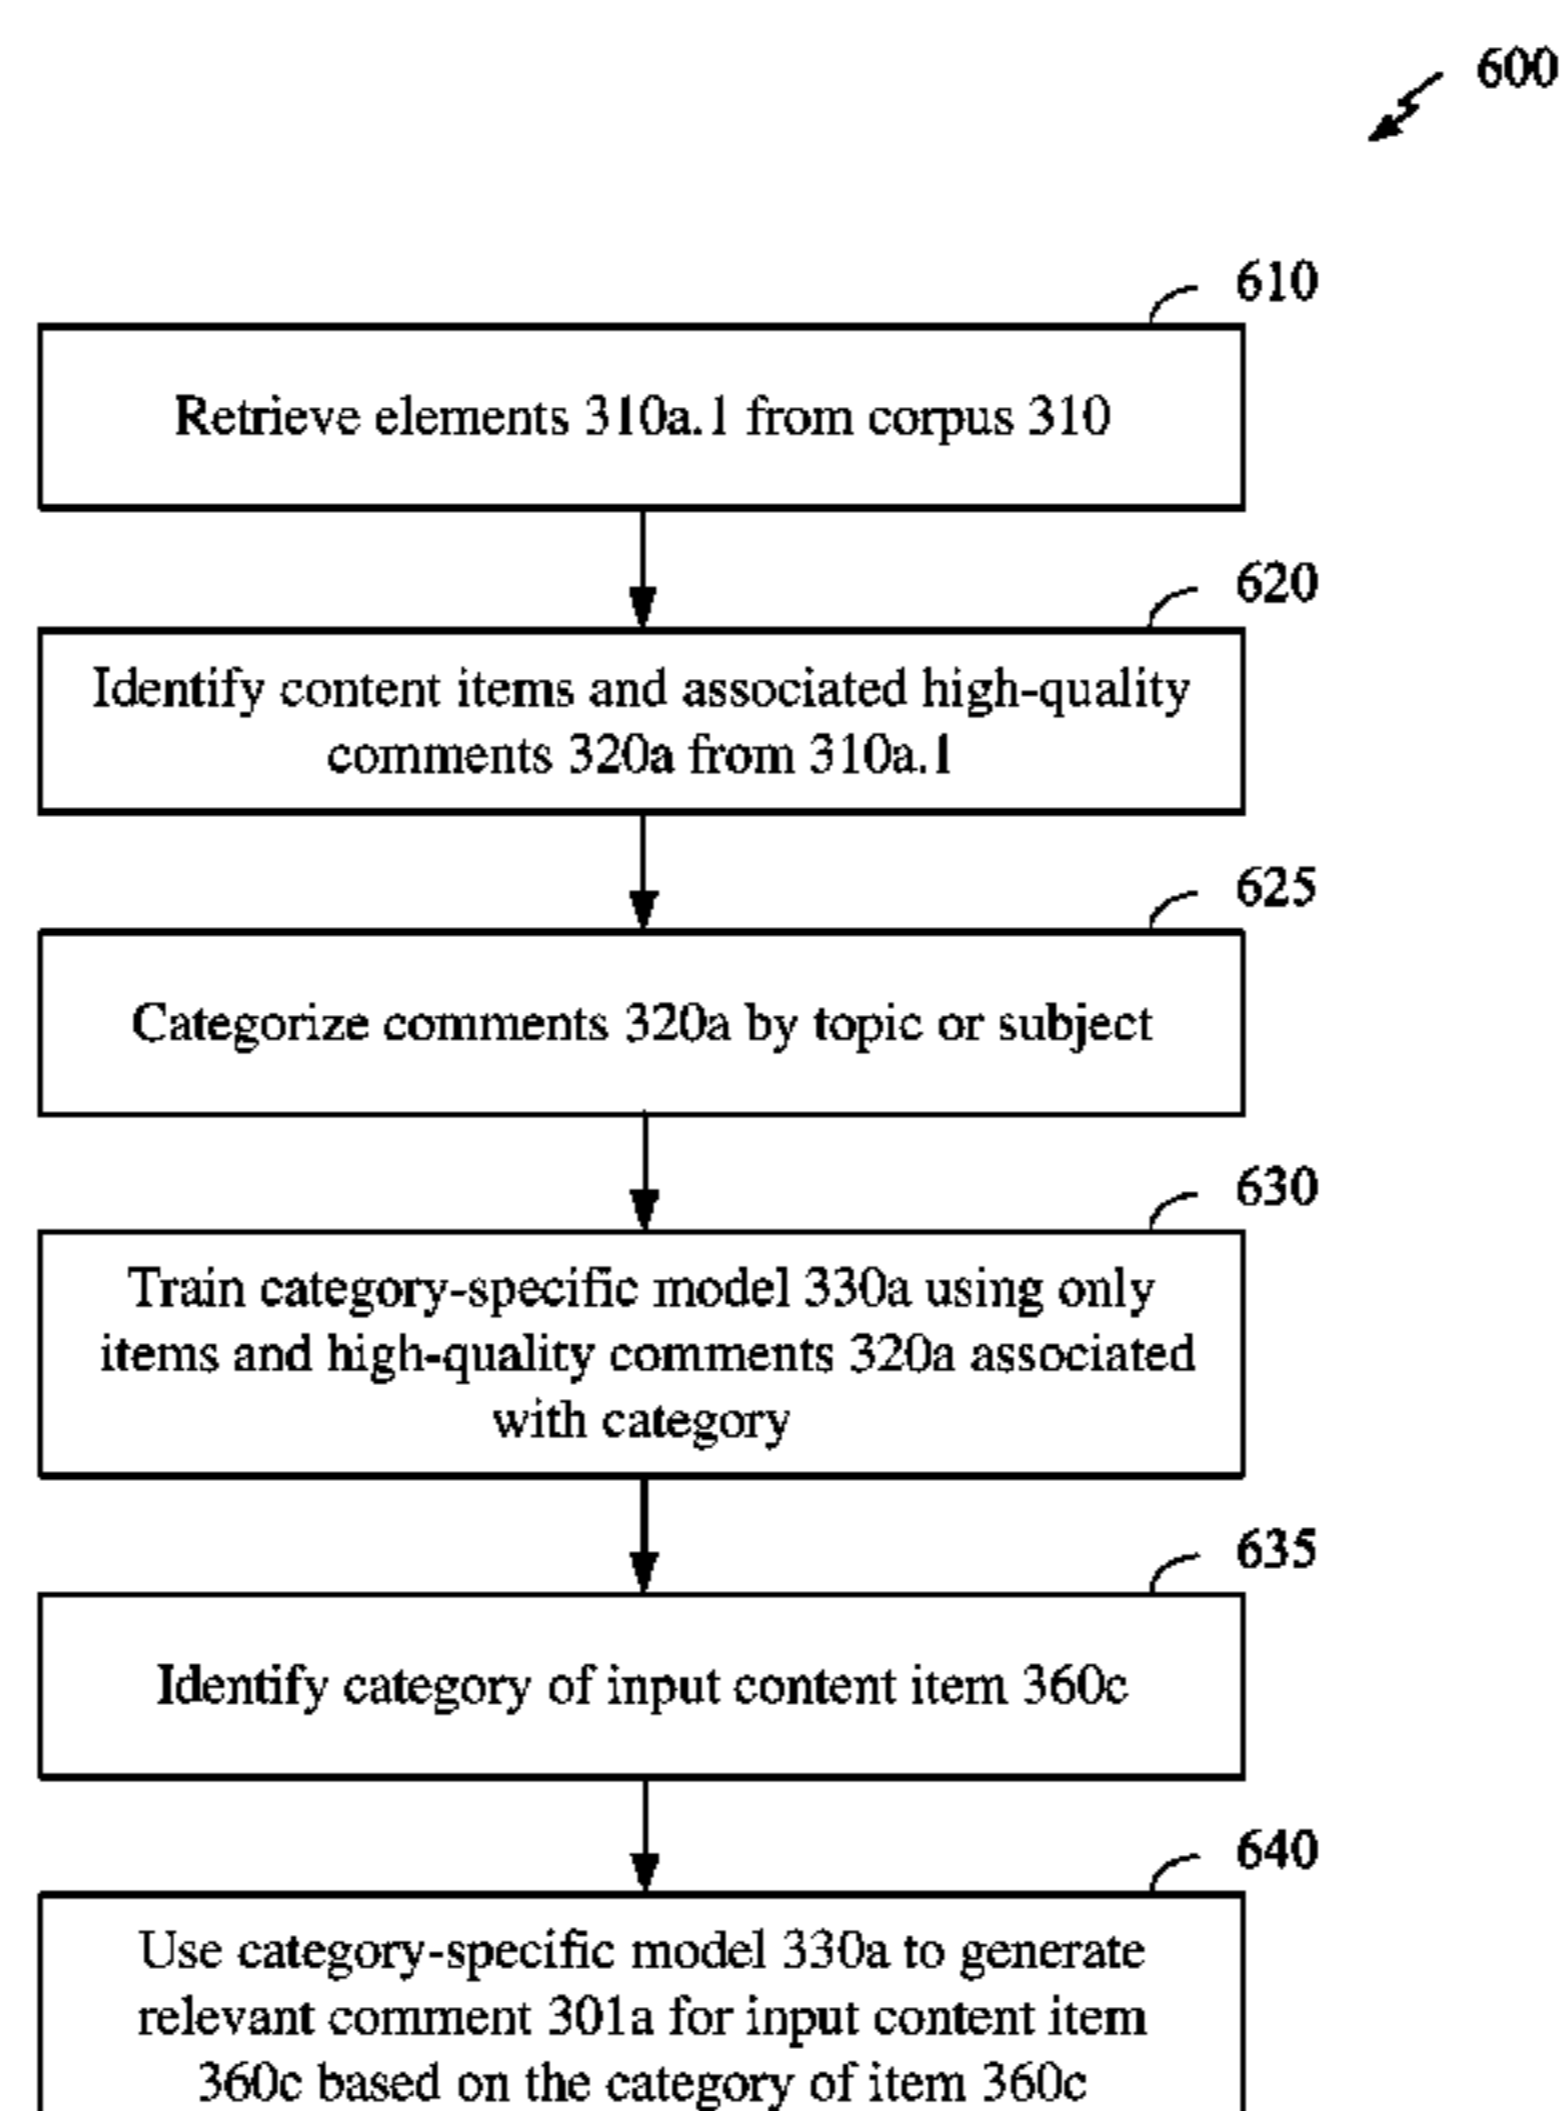 600
610
Retrieve elements 310a.1 from corpus 310
620
Identify content items and associated high-quality
comments 320a from 310a.1
625
Categorize comments 320a by topic or subject
630
Train category-specific model 330a using only
items and high-quality comments 320a associated
with category
635
Identify category of input content item 360c
640
Use category-specific model 330a to generate
relevant comment 301a for input content item
360c based on the category of item 360c